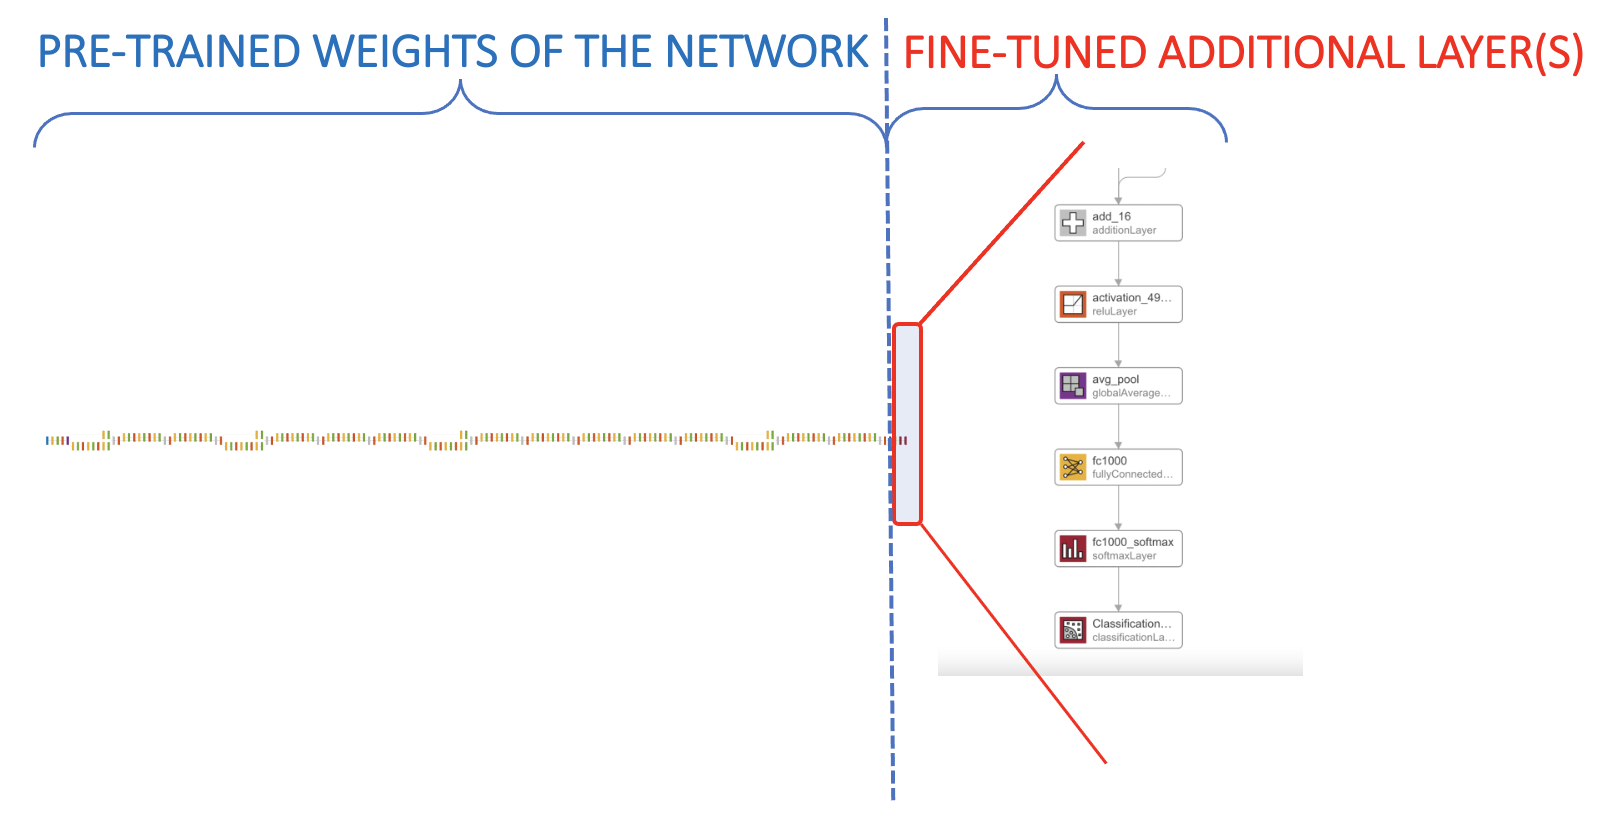 PRE-TRAINED WEIGHTS OF THE NETWORK
FINE-TUNED ADDITIONAL LAYER(S)
add_16
additionLayer
activation_49...
reluLayer
avg_pool
globalAverage...
fc1000
fullyConnected...
fc1000_softmax
softmaxLayer
Classification...
classificationLa...